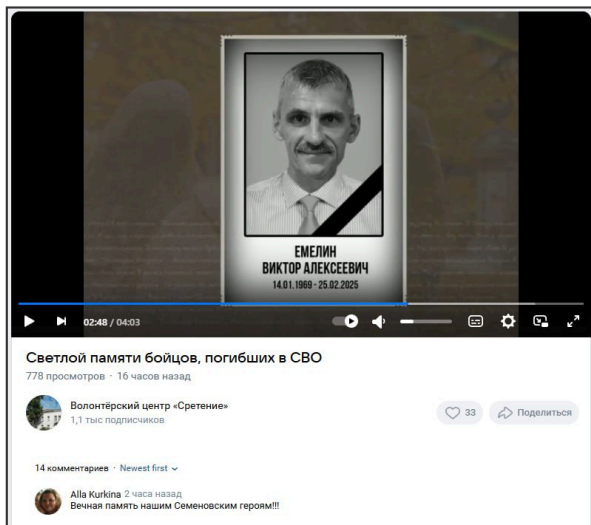 ЕМЕЛИН
ВИКТОР АЛЕКСЕЕВИЧ
14.01.1969 - 25.02.2025
02:48 / 04:03
Светлой памяти бойцов, погибших в СВО
778 просмотров · 16 часов назад
Волонтёрский центр «Сретение»
1,1 тыс подписчиков
33
Поделиться
14 комментариев · Newest first
Alla Kurkina 2 часа назад
Вечная память нашим Семеновским героям!!!